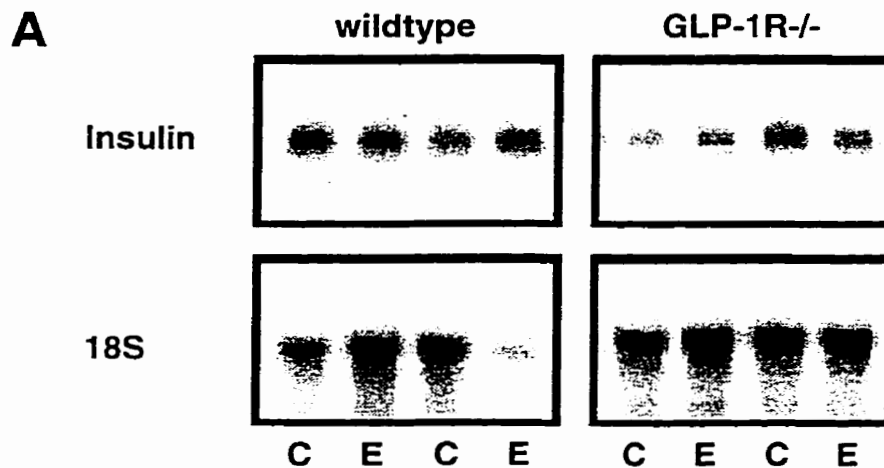 A
wildtype GLP-1R-/-
Insulin
18S
C E C E C E C E